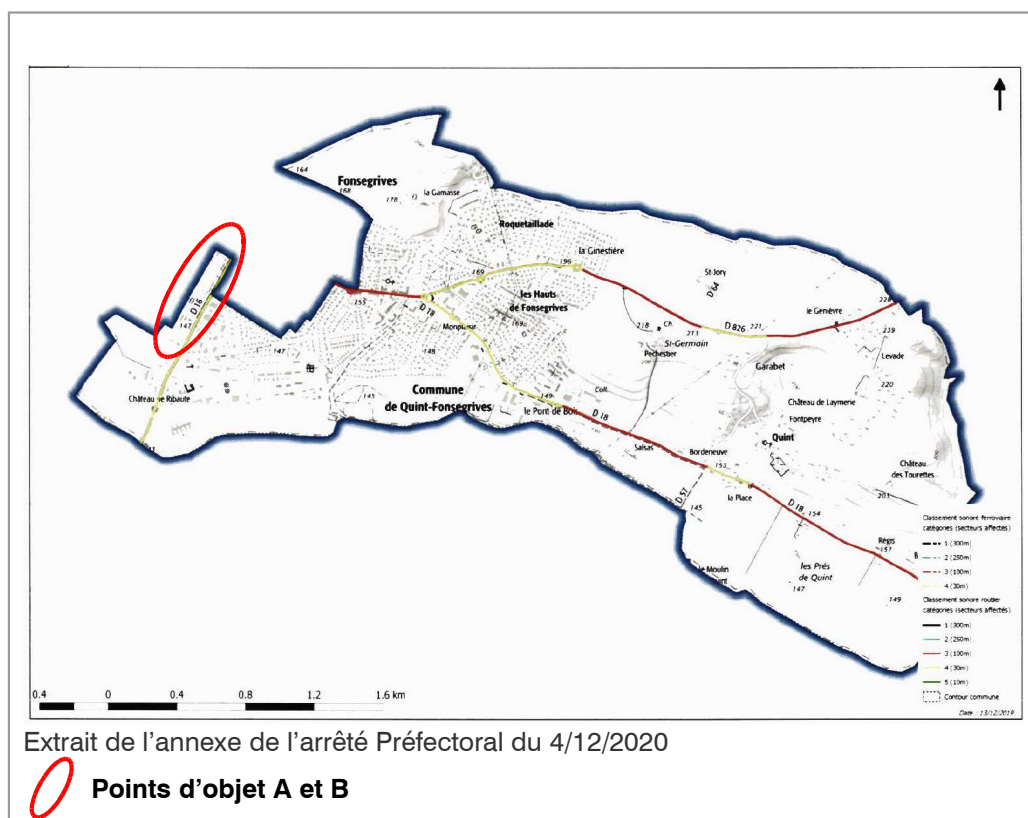 164
Fonsegrives
168
la Gamasse
178
Roquetaillade
la Ginestière
196
169
St-Jory
D 64
228
le Genièvre
239
D 16
147
155
D 18
les Hauts
de Fonsegrives
169
218
Ch.
213
D 826
221
St-Germain
Pechestier
Levade
Monplaisir
148
147
Garabet
220
Château de Ribaute
145
Commune
de Quint-Fonsegrives
149
le Pont de Bois
Coll.
D 18
Château de Laymerie
Fontpeyre
Quint
Salsas
Bordeneuve
153
Château
des Tourettes
D 57
la Place
145
D 18
154
203
Régis
157
le Moulin
les Prés
de Quint
147
149
Classement sonore ferroviaire
catégories (secteurs affectés)
1 (300m)
2 (250m)
3 (100m)
4 (30m)
Classement sonore routier
catégories (secteurs affectés)
1 (300m)
2 (250m)
3 (100m)
4 (30m)
5 (10m)
Contour commune
Date : 13/12/2019
0.4 0 0.4 0.8 1.2 1.6 km
Extrait de l'annexe de l'arrêté Préfectoral du 4/12/2020
Points d'objet A et B